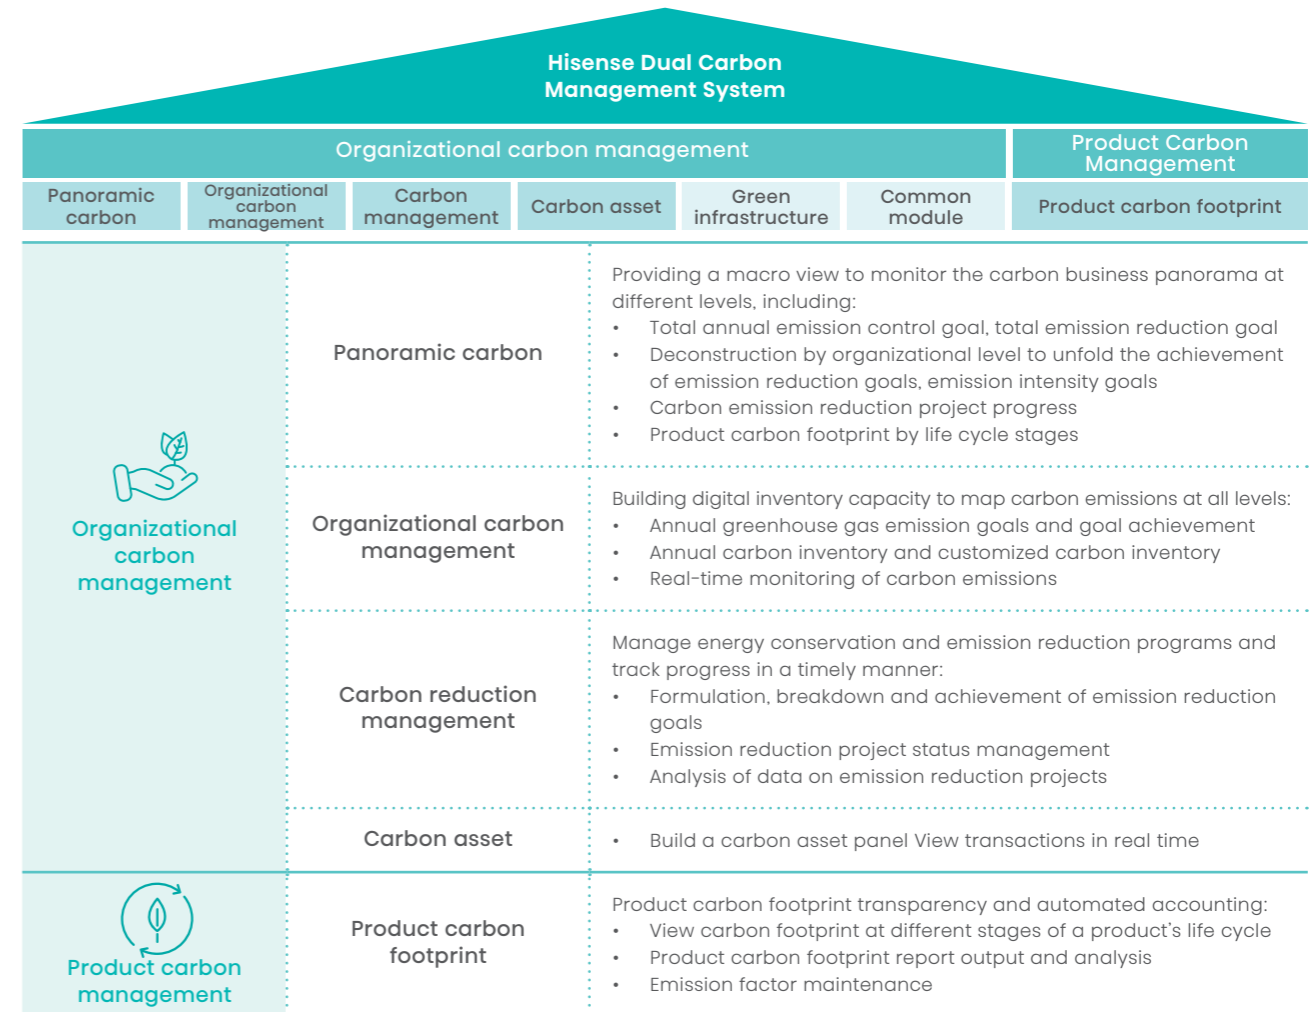 Hisense Dual Carbon
Management System
Organizational carbon management
Product Carbon
Management
Panoramic
carbon
Organizational
carbon
management
Carbon
management
Carbon asset
Green
infrastructure
Common
module
Product carbon footprint
Organizational
carbon
management
Panoramic carbon
Providing a macro view to monitor the carbon business panorama at
different levels, including:
• Total annual emission control goal, total emission reduction goal
• Deconstruction by organizational level to unfold the achievement
of emission reduction goals, emission intensity goals
• Carbon emission reduction project progress
• Product carbon footprint by life cycle stages
Organizational carbon
management
Building digital inventory capacity to map carbon emissions at all levels:
• Annual greenhouse gas emission goals and goal achievement
• Annual carbon inventory and customized carbon inventory
• Real-time monitoring of carbon emissions
Carbon reduction
management
Manage energy conservation and emission reduction programs and
track progress in a timely manner:
• Formulation, breakdown and achievement of emission reduction
goals
• Emission reduction project status management
• Analysis of data on emission reduction projects
Carbon asset
• Build a carbon asset panel View transactions in real time
Product carbon
management
Product carbon
footprint
Product carbon footprint transparency and automated accounting:
• View carbon footprint at different stages of a product's life cycle
• Product carbon footprint report output and analysis
• Emission factor maintenance